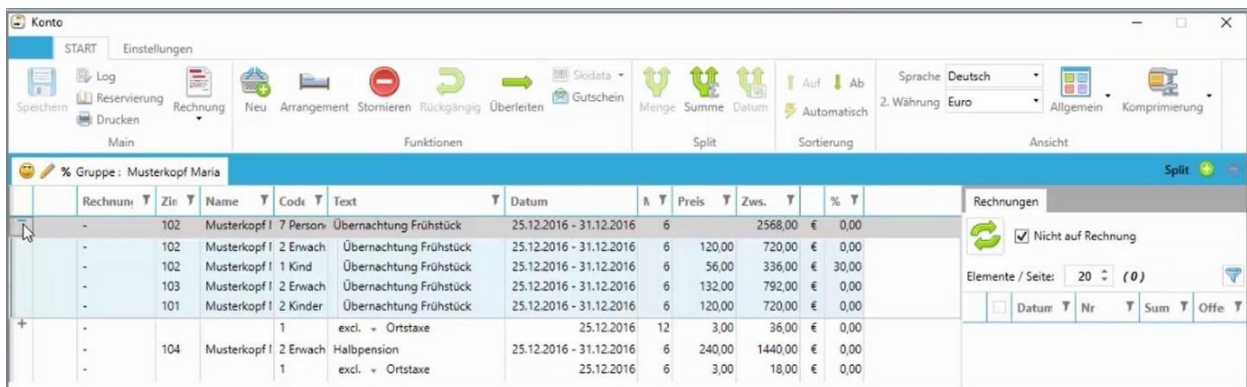 Konto
START Einstellungen
Speichern Log Reservierung Drucken Rechnung Neu Arrangement Stornieren Rückgängig Überleiten Skidata Gutschein Menge Summe Datum Auf Ab Automatisch Sprache Deutsch 2. Währung Euro Allgemein Komprimierung
Main Funktionen Split Sortierung Ansicht
% Gruppe : Musterkopf Maria Split
Rechnun Zin Name Code Text Datum Preis Zws. % Rechnungen
- 102 Musterkopf 7 Person Übernachtung Frühstück 25.12.2016 - 31.12.2016 6 2568,00 € 0,00
Nicht auf Rechnung
- 102 Musterkopf 2 Erwach Übernachtung Frühstück 25.12.2016 - 31.12.2016 6 120,00 720,00 € 0,00
- 102 Musterkopf 1 Kind Übernachtung Frühstück 25.12.2016 - 31.12.2016 6 56,00 336,00 € 30,00
Elemente / Seite: 20 ( 0 )
- 103 Musterkopf 2 Erwach Übernachtung Frühstück 25.12.2016 - 31.12.2016 6 132,00 792,00 € 0,00
- 101 Musterkopf 2 Kinder Übernachtung Frühstück 25.12.2016 - 31.12.2016 6 120,00 720,00 € 0,00
Datum Nr Sum Offe
+ - 1 excl. Ortstaxe 25.12.2016 12 3,00 36,00 € 0,00
- 104 Musterkopf 2 Erwach Halbpension 25.12.2016 - 31.12.2016 6 240,00 1440,00 € 0,00
- 1 excl. Ortstaxe 25.12.2016 6 3,00 18,00 € 0,00